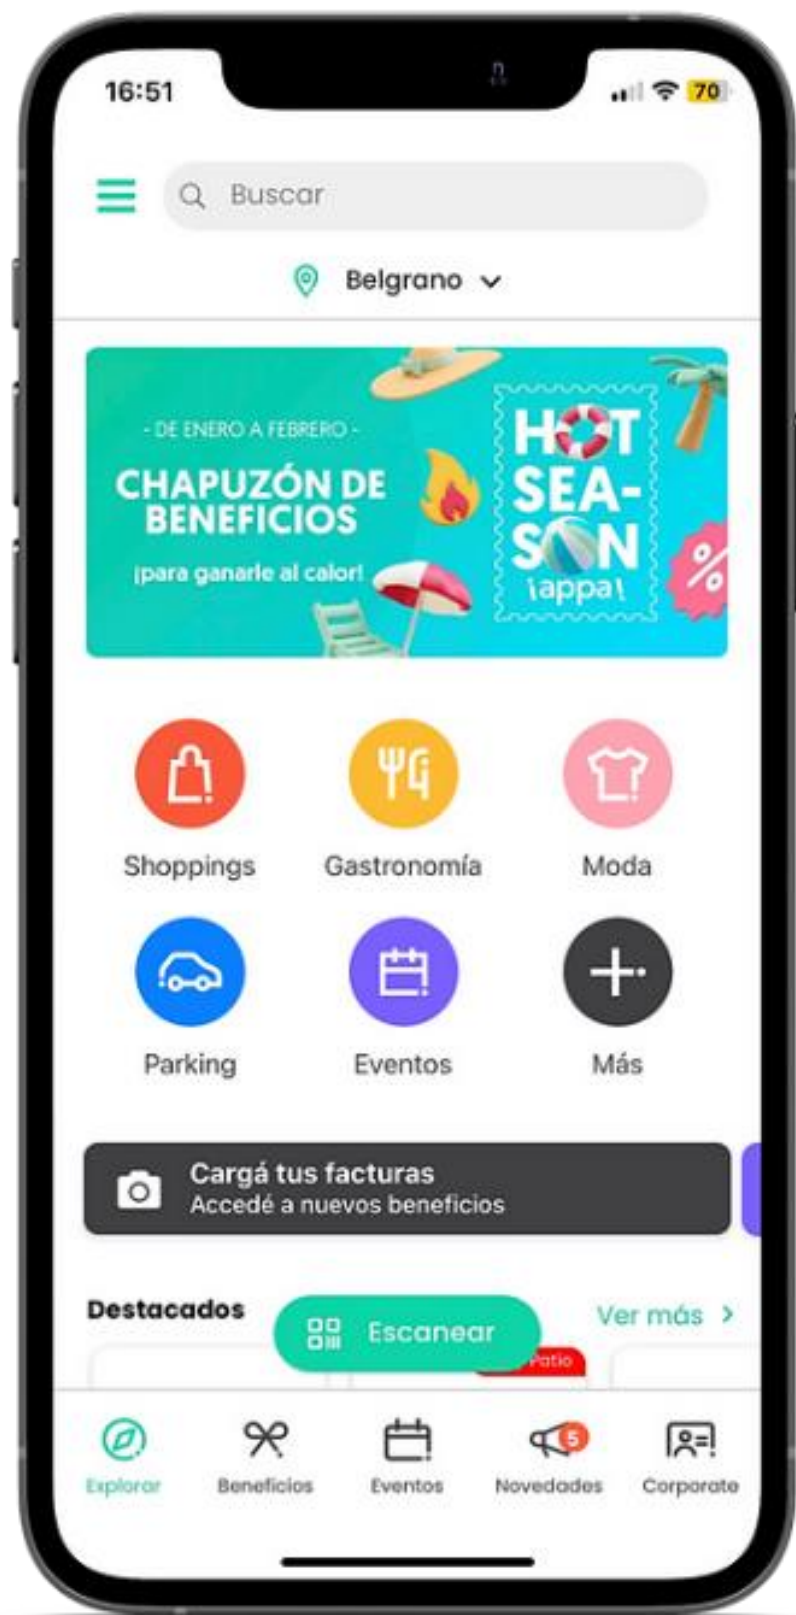 16:51
70
Buscar
Belgrano
- DE ENERO A FEBRERO -
CHAPUZÓN DE
BENEFICIOS
¡para ganarle al calor!
HOT
SEA-
SON
¡appa!
%
Shoppings
Gastronomía
Moda
Parking
Eventos
Más
Cargá tus facturas
Accedé a nuevos beneficios
Destacados
Escanear
Ver más >
Patio
Explorar
Beneficios
Eventos
5
Novedades
Corporate